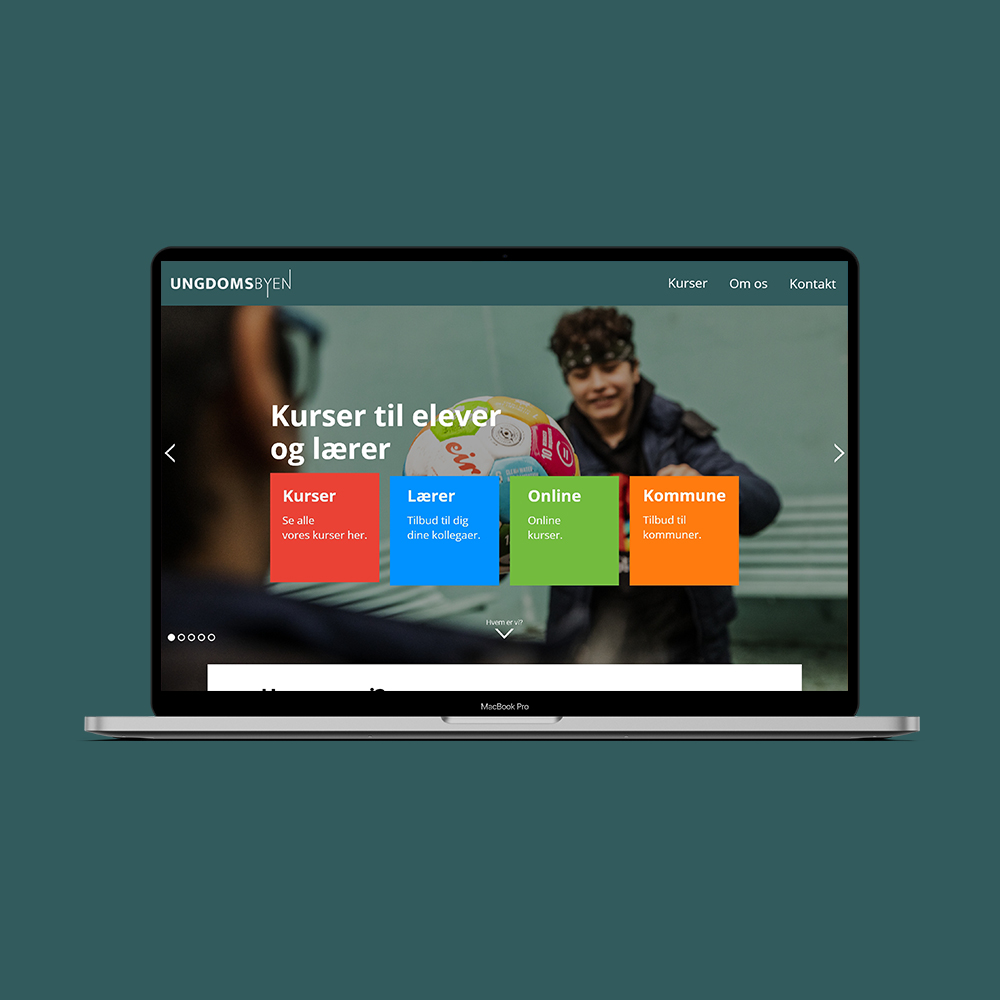 UNGDOMSBYEN
Kurser Om os Kontakt
Kurser til elever
og lærer
Kurser
Se alle
vores kurser her.
Lærer
Tilbud til dig
dine kollegaer.
Online
Online
kurser.
Kommune
Tilbud til
kommuner.
10
Hvem er vi?
MacBook Pro